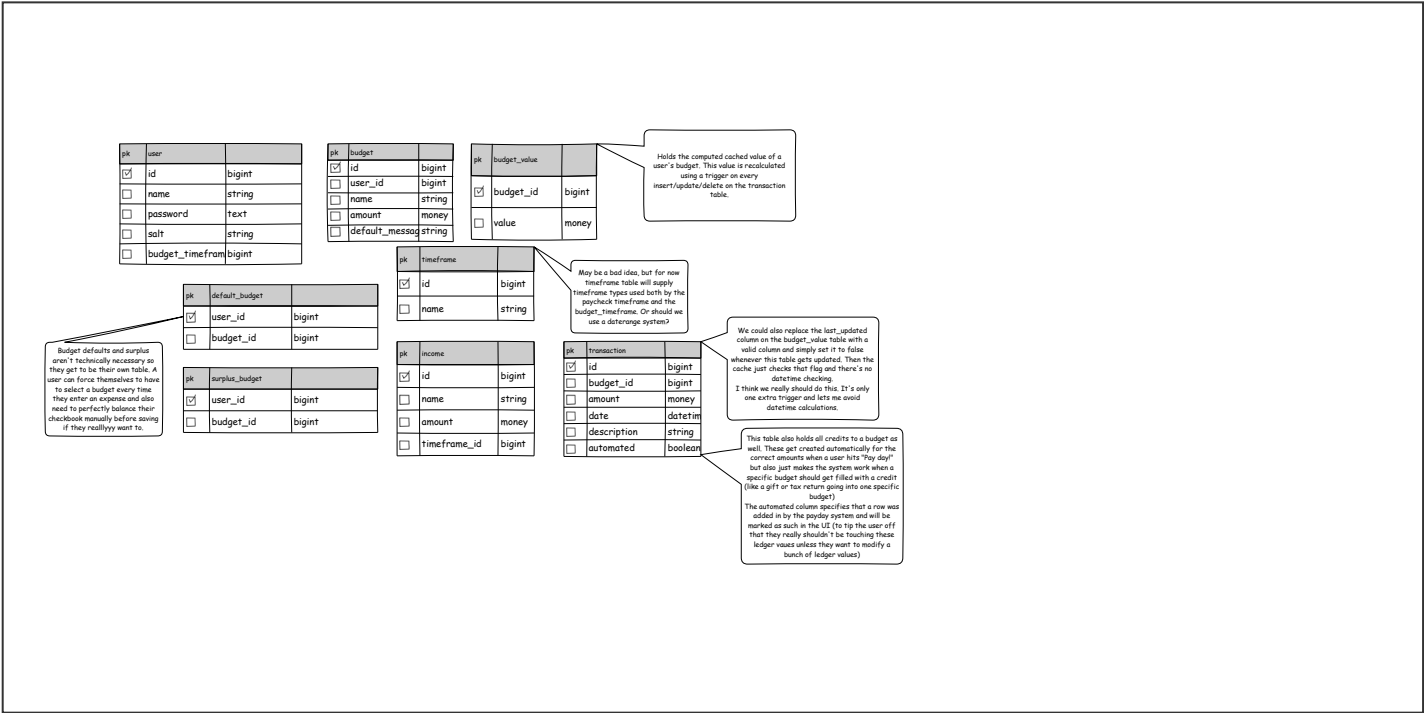 pk user
id bigint
name string
password text
salt string
budget_timefram bigint
pk budget
id bigint
user_id bigint
name string
amount money
default_messag string
pk budget_value
budget_id bigint
value money
Holds the computed cached value of a
user's budget. This value is recalculated
using a trigger on every
insert/update/delete on the transaction
table.
pk timeframe
id bigint
name string
May be a bad idea, but for now
timeframe table will supply
timeframe types used both by the
paycheck timeframe and the
budget_timeframe. Or should we
use a daterange system?
pk default_budget
user_id bigint
budget_id bigint
Budget defaults and surplus
aren't technically necessary so
they get to be their own table. A
user can force themselves to have
to select a budget every time
they enter an expense and also
need to perfectly balance their
checkbook manually before saving
if they realllyyy want to.
pk surplus_budget
user_id bigint
budget_id bigint
pk income
id bigint
name string
amount money
timeframe_id bigint
pk transaction
id bigint
budget_id bigint
amount money
date datetim
description string
automated boolean
We could also replace the last_updated
column on the budget_value table with a
valid column and simply set it to false
whenever this table gets updated. Then the
cache just checks that flag and there's no
datetime checking.
I think we really should do this. It's only
one extra trigger and lets me avoid
datetime calculations.
This table also holds all credits to a budget as
well. These get created automatically for the
correct amounts when a user hits "Pay day!"
but also just makes the system work when a
specific budget should get filled with a credit
(like a gift or tax return going into one specific
budget)
The automated column specifies that a row was
added in by the payday system and will be
marked as such in the UI (to tip the user off
that they really shouldn't be touching these
ledger vaues unless they want to modify a
bunch of ledger values)